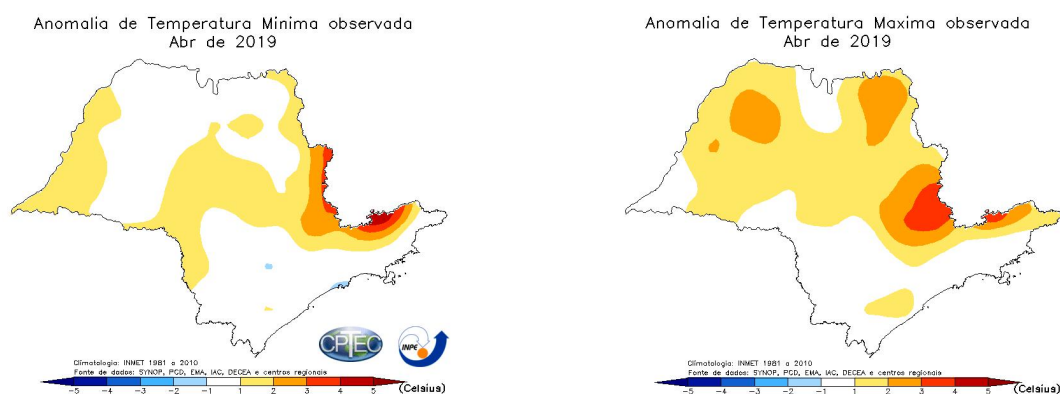 Anomalia de Temperatura Minima observada
Abr de 2019
CPTEC
INPE
Climatologia: INMET 1981 a 2010
Fonte de dados: SYNOP, PCD, EMA, IAC, DECEA e centros regionais
-5 -4 -3 -2 -1 1 2 3 4 5 (Celsius)
Anomalia de Temperatura Maxima observada
Abr de 2019
Climatologia: INMET 1981 a 2010
Fonte de dados: SYNOP, PCD, EMA, IAC, DECEA e centros regionais
-5 -4 -3 -2 -1 1 2 3 4 5 (Celsius)